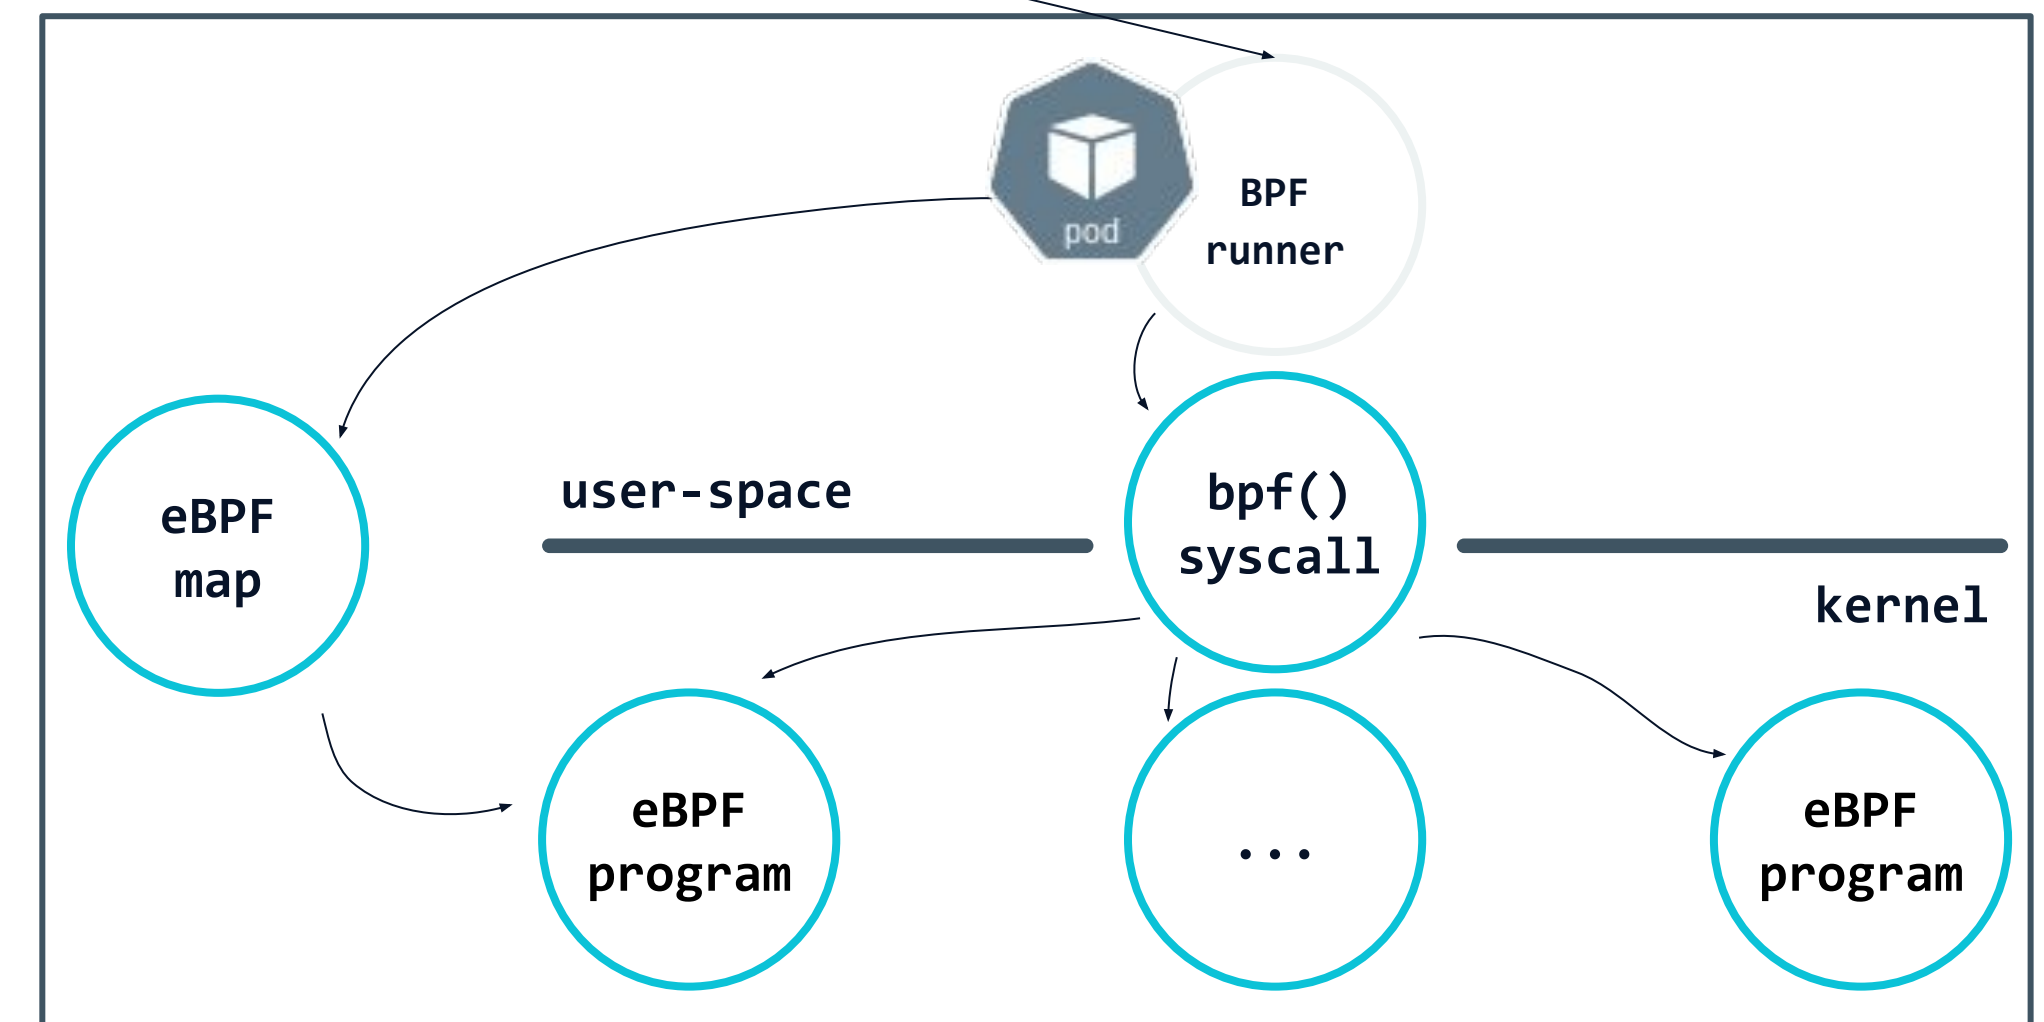 pod
BPF
runner
user-space
bpf()
syscall
eBPF
map
kernel
eBPF
program
...
eBPF
program